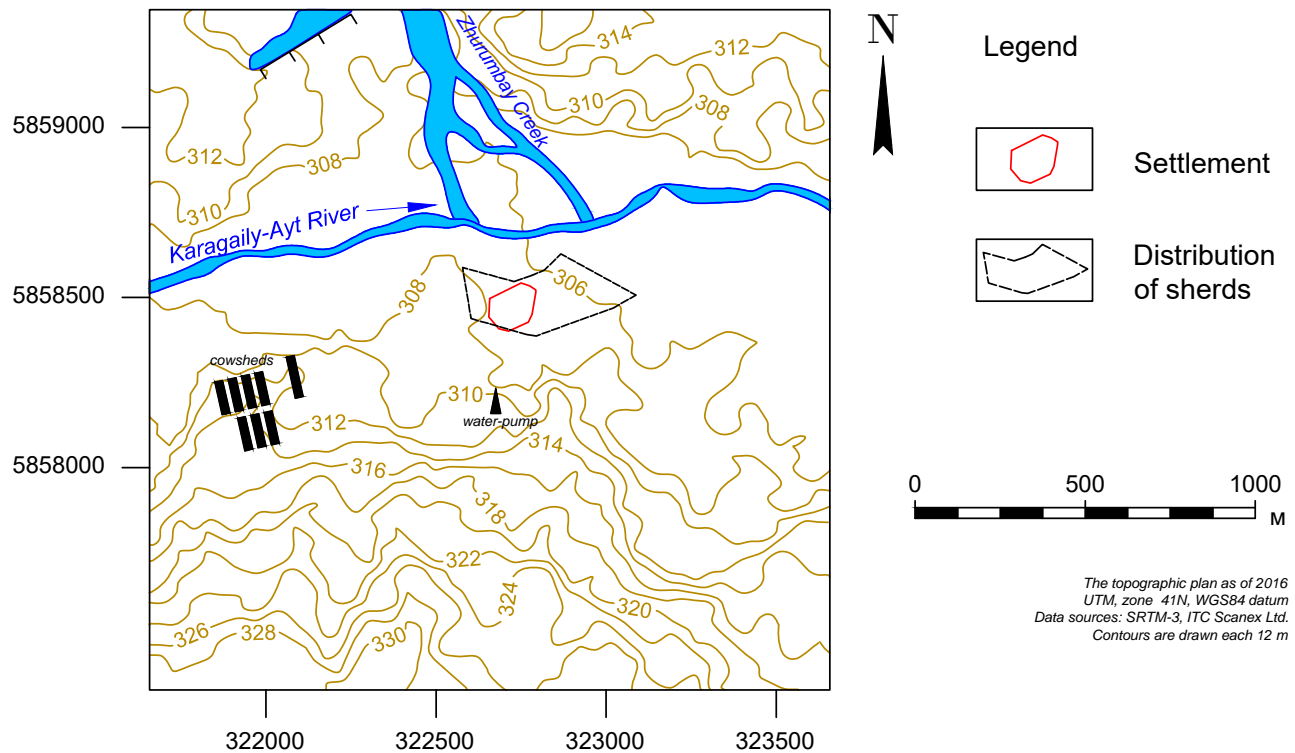 314
312
Zhurumbay Creek
310
308
N
Legend
5859000
312
308
310
Settlement
Karagaily-Ayt River
Distribution
of sherds
5858500
308
306
cowsheds
310
312
water-pump
314
5858000
316
318
0 500 1000
М
322
324
320
326
328
330
The topographic plan as of 2016
UTM, zone 41N, WGS84 datum
Data sources: SRTM-3, ITC Scanex Ltd.
Contours are drawn each 12 m
322000 322500 323000 323500